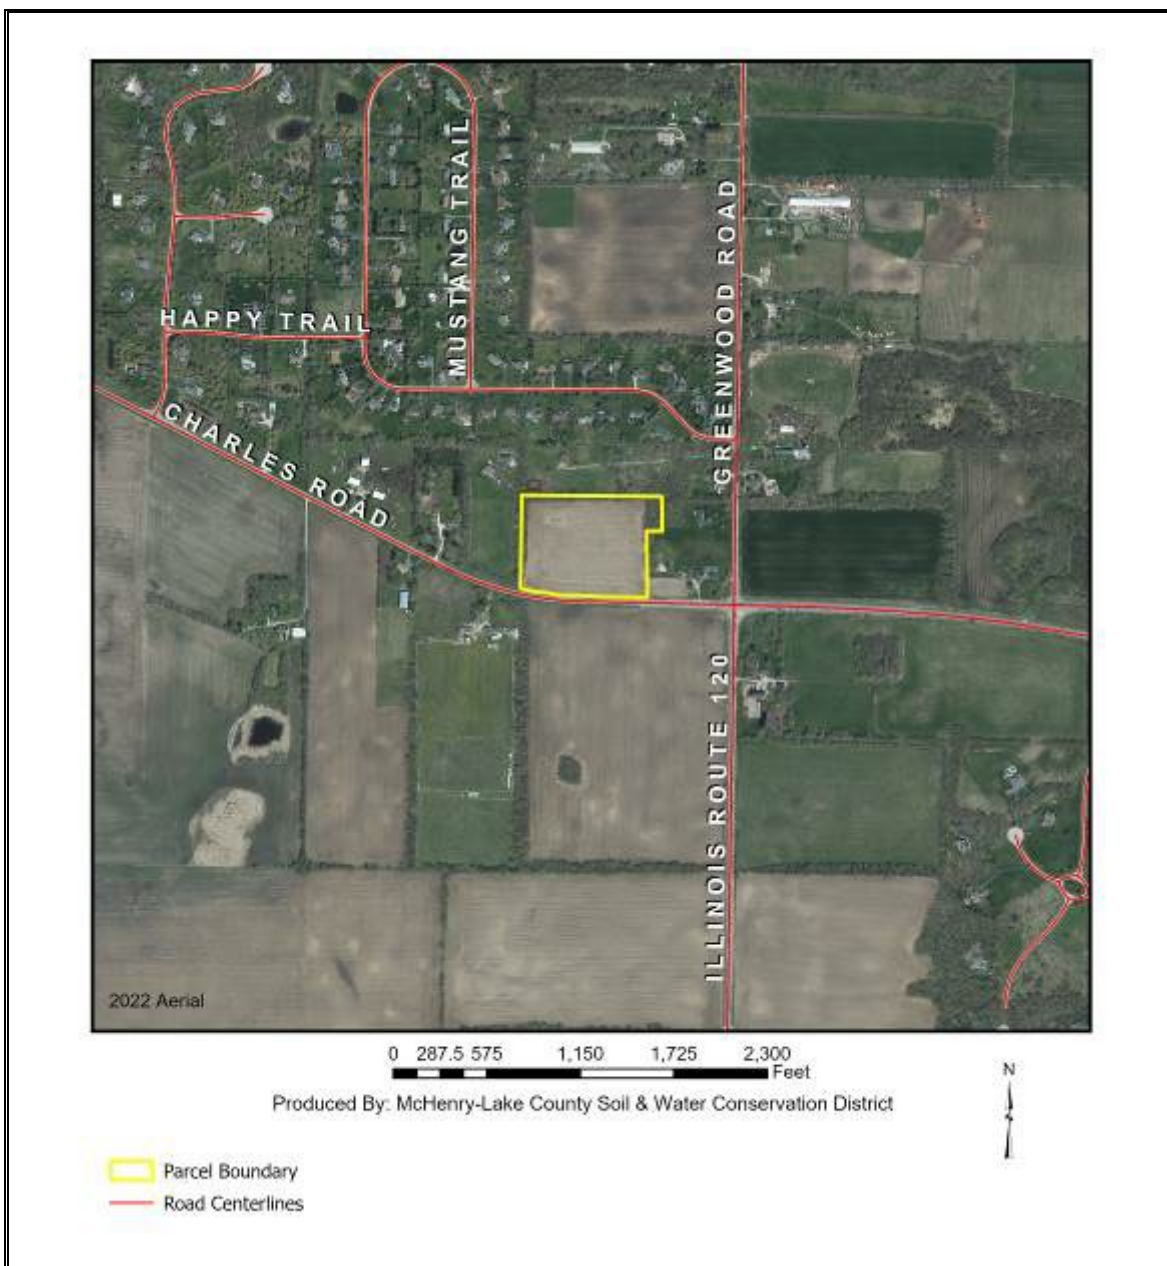 MUSTANG TRAIL
GREENWOOD ROAD
HAPPY TRAIL
CHARLES ROAD
ILLINOIS ROUTE 120
2022 Aerial
0 287.5 575 1,150 1,725 2,300
Feet
N
Produced By: McHenry-Lake County Soil & Water Conservation District
Parcel Boundary
Road Centerlines